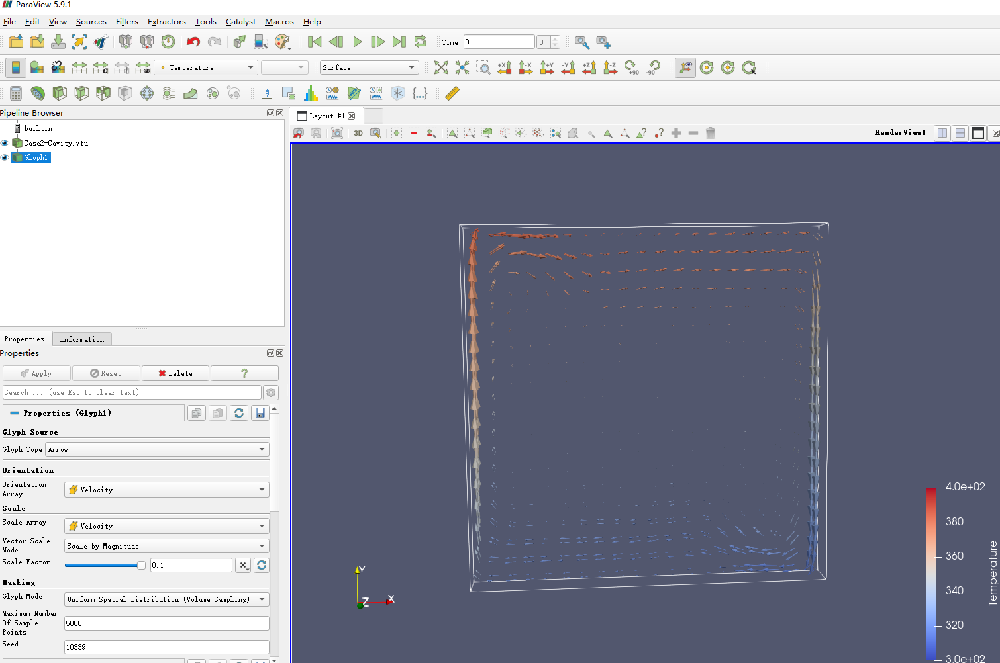 ParaView 5.9.1
File Edit View Sources Filters Extractors Tools Catalyst Macros Help
Time: 0 0
Temperature Surface +X -X +Y -Y +Z -Z +90 -90
Pipeline Browser
Layout #1 +
builtin:
3D
RenderView1
Case2-Cavity.vtu
Glyph1
Properties Information
Properties
Apply Reset Delete ?
Search ... (use Esc to clear text)
Properties (Glyph1)
Glyph Source
Glyph Type Arrow
Orientation
Orientation Array Velocity
Scale
Scale Array Velocity
Vector Scale Mode Scale by Magnitude
Scale Factor 0.1
Masking
Glyph Mode Uniform Spatial Distribution (Volume Sampling)
Maximum Number Of Sample Points 5000
Seed 10339
Y
Z X
4.0e+02
380
360
340
320
3.0e+02
Temperature